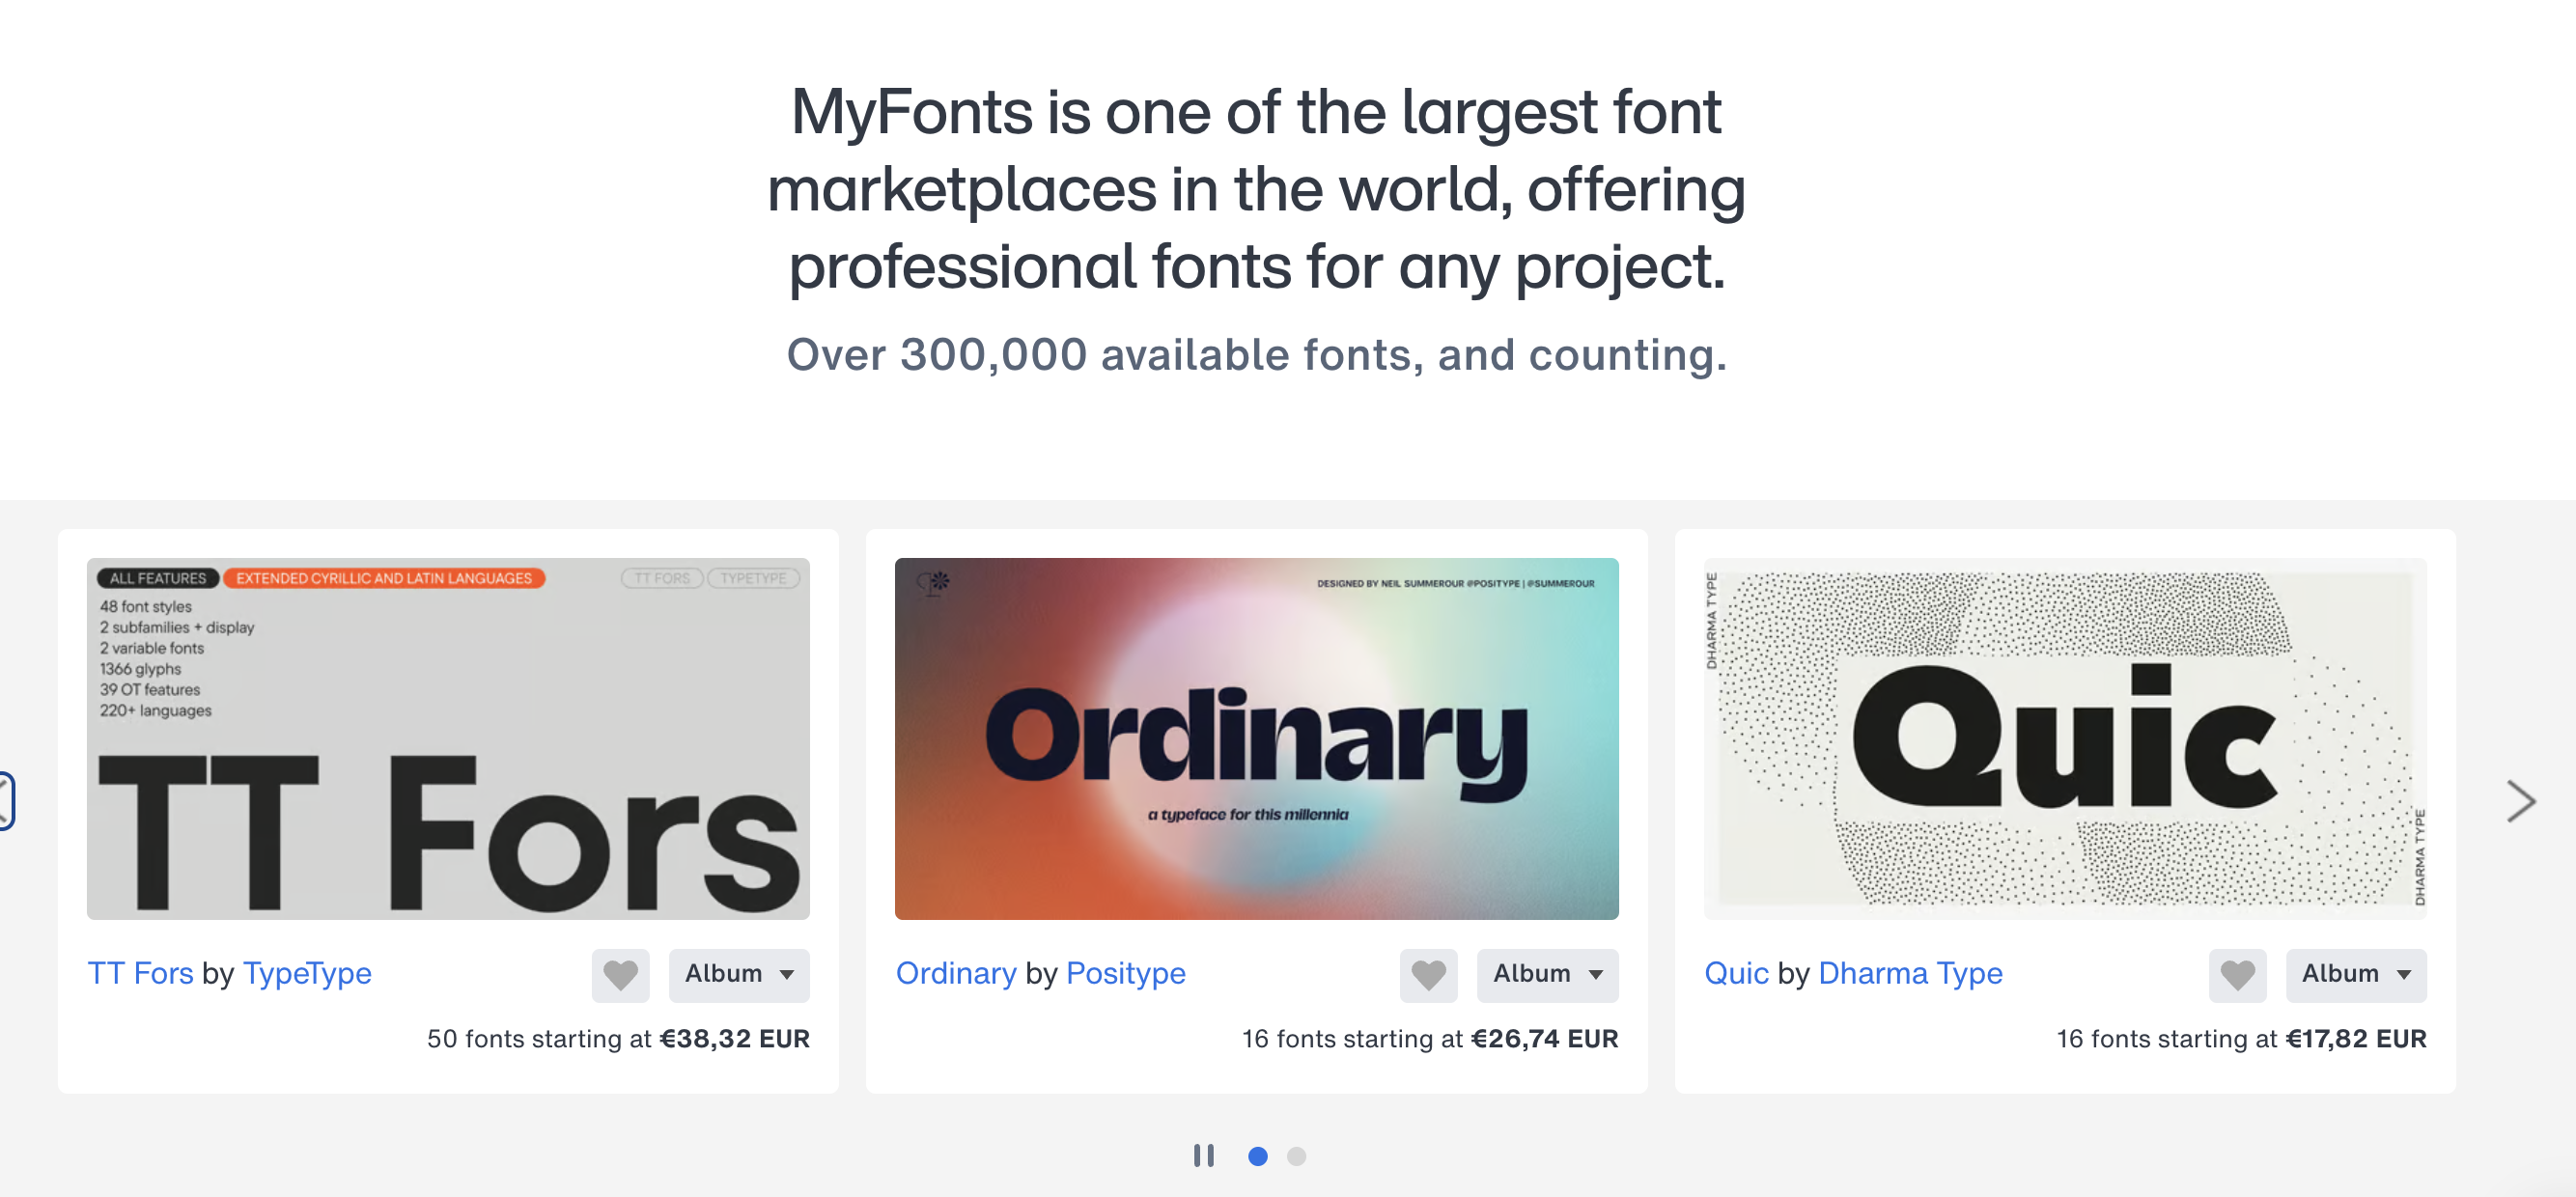 MyFonts is one of the largest font
marketplaces in the world, offering
professional fonts for any project.
Over 300,000 available fonts, and counting.
ALL FEATURES EXTENDED CYRILLIC AND LATIN LANGUAGES TT FORS TYPETYPE
48 font styles
2 subfamilies + display
2 variable fonts
1366 glyphs
39 OT features
220+ languages
TT Fors
TT Fors by TypeType
Album
50 fonts starting at €38,32 EUR
DESIGNED BY NEIL SUMMEROUR @POSITYPE | @SUMMEROUR
Ordinary
a typeface for this millennia
Ordinary by Positype
Album
16 fonts starting at €26,74 EUR
DHARMA TYPE
Quic
DHARMA TYPE
Quic by Dharma Type
Album
16 fonts starting at €17,82 EUR